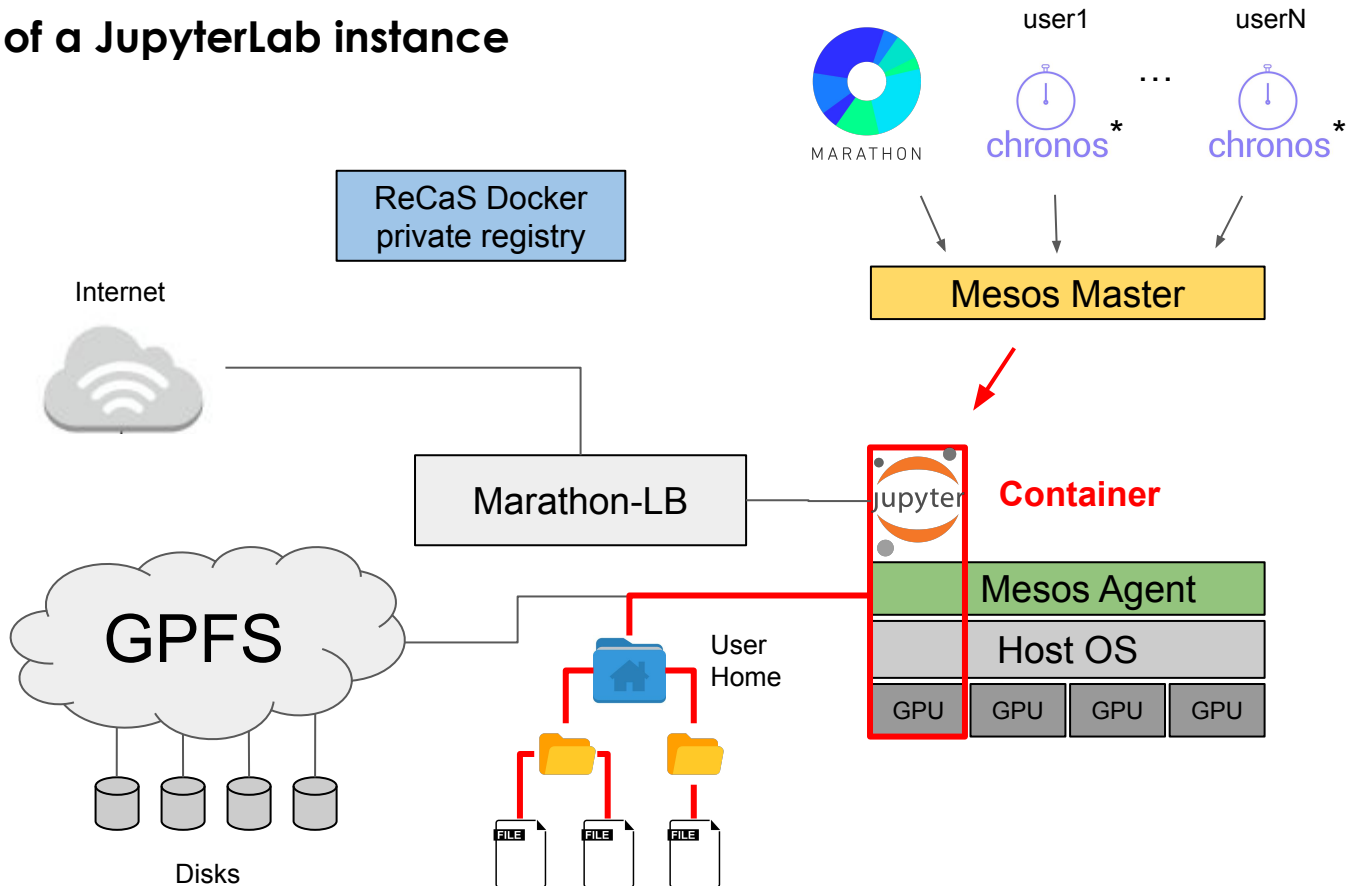 of a JupyterLab instance
user1
userN
...
MARATHON
chronos*
chronos*
ReCaS Docker
private registry
Internet
Mesos Master
Marathon-LB
jupyter
Container
GPFS
Mesos Agent
User
Home
Host OS
GPU
GPU
GPU
GPU
FILE
FILE
FILE
Disks